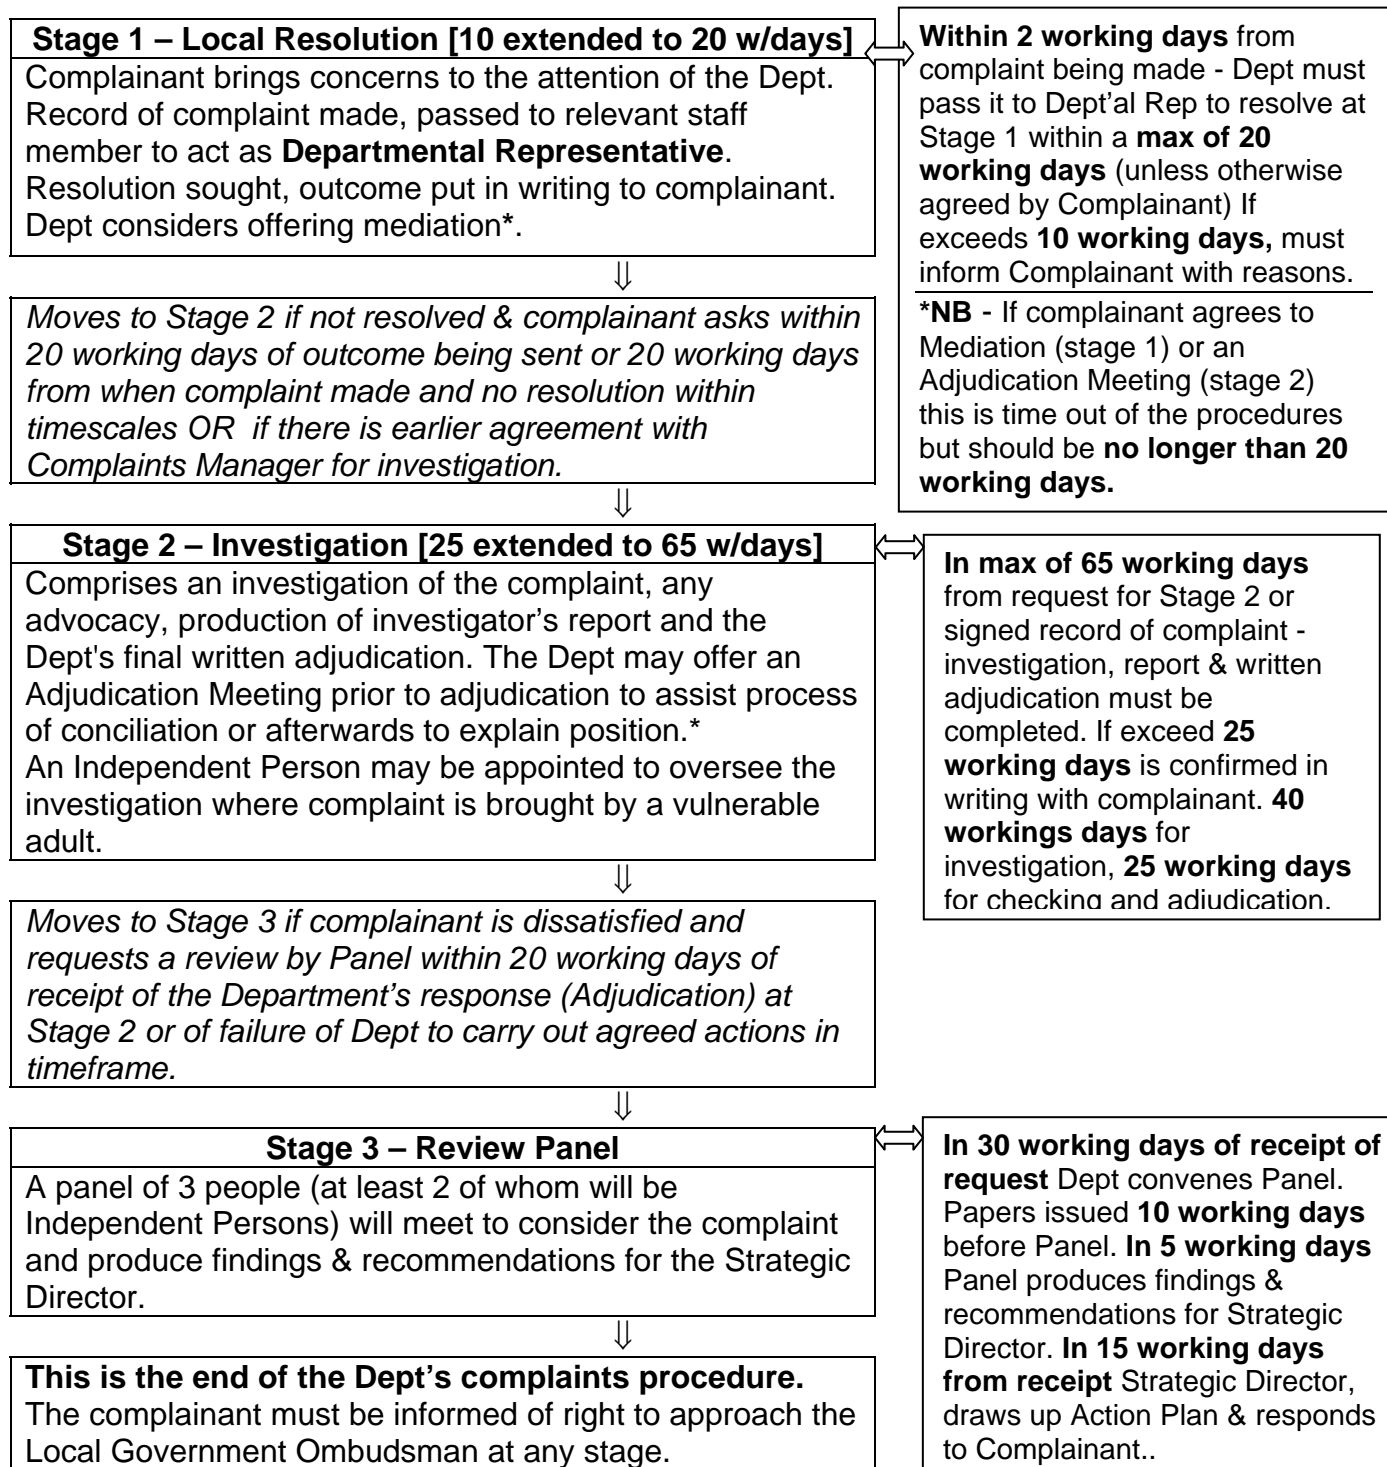 Stage 1 – Local Resolution [10 extended to 20 w/days]
Complainant brings concerns to the attention of the Dept.
Record of complaint made, passed to relevant staff
member to act as Departmental Representative.
Resolution sought, outcome put in writing to complainant.
Dept considers offering mediation*.
Within 2 working days from
complaint being made - Dept must
pass it to Dept’al Rep to resolve at
Stage 1 within a max of 20
working days (unless otherwise
agreed by Complainant) If
exceeds 10 working days, must
inform Complainant with reasons.
*NB - If complainant agrees to
Mediation (stage 1) or an
Adjudication Meeting (stage 2)
this is time out of the procedures
but should be no longer than 20
working days.
Moves to Stage 2 if not resolved & complainant asks within
20 working days of outcome being sent or 20 working days
from when complaint made and no resolution within
timescales OR if there is earlier agreement with
Complaints Manager for investigation.
Stage 2 – Investigation [25 extended to 65 w/days]
Comprises an investigation of the complaint, any
advocacy, production of investigator’s report and the
Dept's final written adjudication. The Dept may offer an
Adjudication Meeting prior to adjudication to assist process
of conciliation or afterwards to explain position.*
An Independent Person may be appointed to oversee the
investigation where complaint is brought by a vulnerable
adult.
In max of 65 working days
from request for Stage 2 or
signed record of complaint -
investigation, report & written
adjudication must be
completed. If exceed 25
working days is confirmed in
writing with complainant. 40
workings days for
investigation, 25 working days
for checking and adjudication.
Moves to Stage 3 if complainant is dissatisfied and
requests a review by Panel within 20 working days of
receipt of the Department’s response (Adjudication) at
Stage 2 or of failure of Dept to carry out agreed actions in
timeframe.
Stage 3 – Review Panel
A panel of 3 people (at least 2 of whom will be
Independent Persons) will meet to consider the complaint
and produce findings & recommendations for the Strategic
Director.
In 30 working days of receipt of
request Dept convenes Panel.
Papers issued 10 working days
before Panel. In 5 working days
Panel produces findings &
recommendations for Strategic
Director. In 15 working days
from receipt Strategic Director,
draws up Action Plan & responds
to Complainant..
This is the end of the Dept’s complaints procedure.
The complainant must be informed of right to approach the
Local Government Ombudsman at any stage.